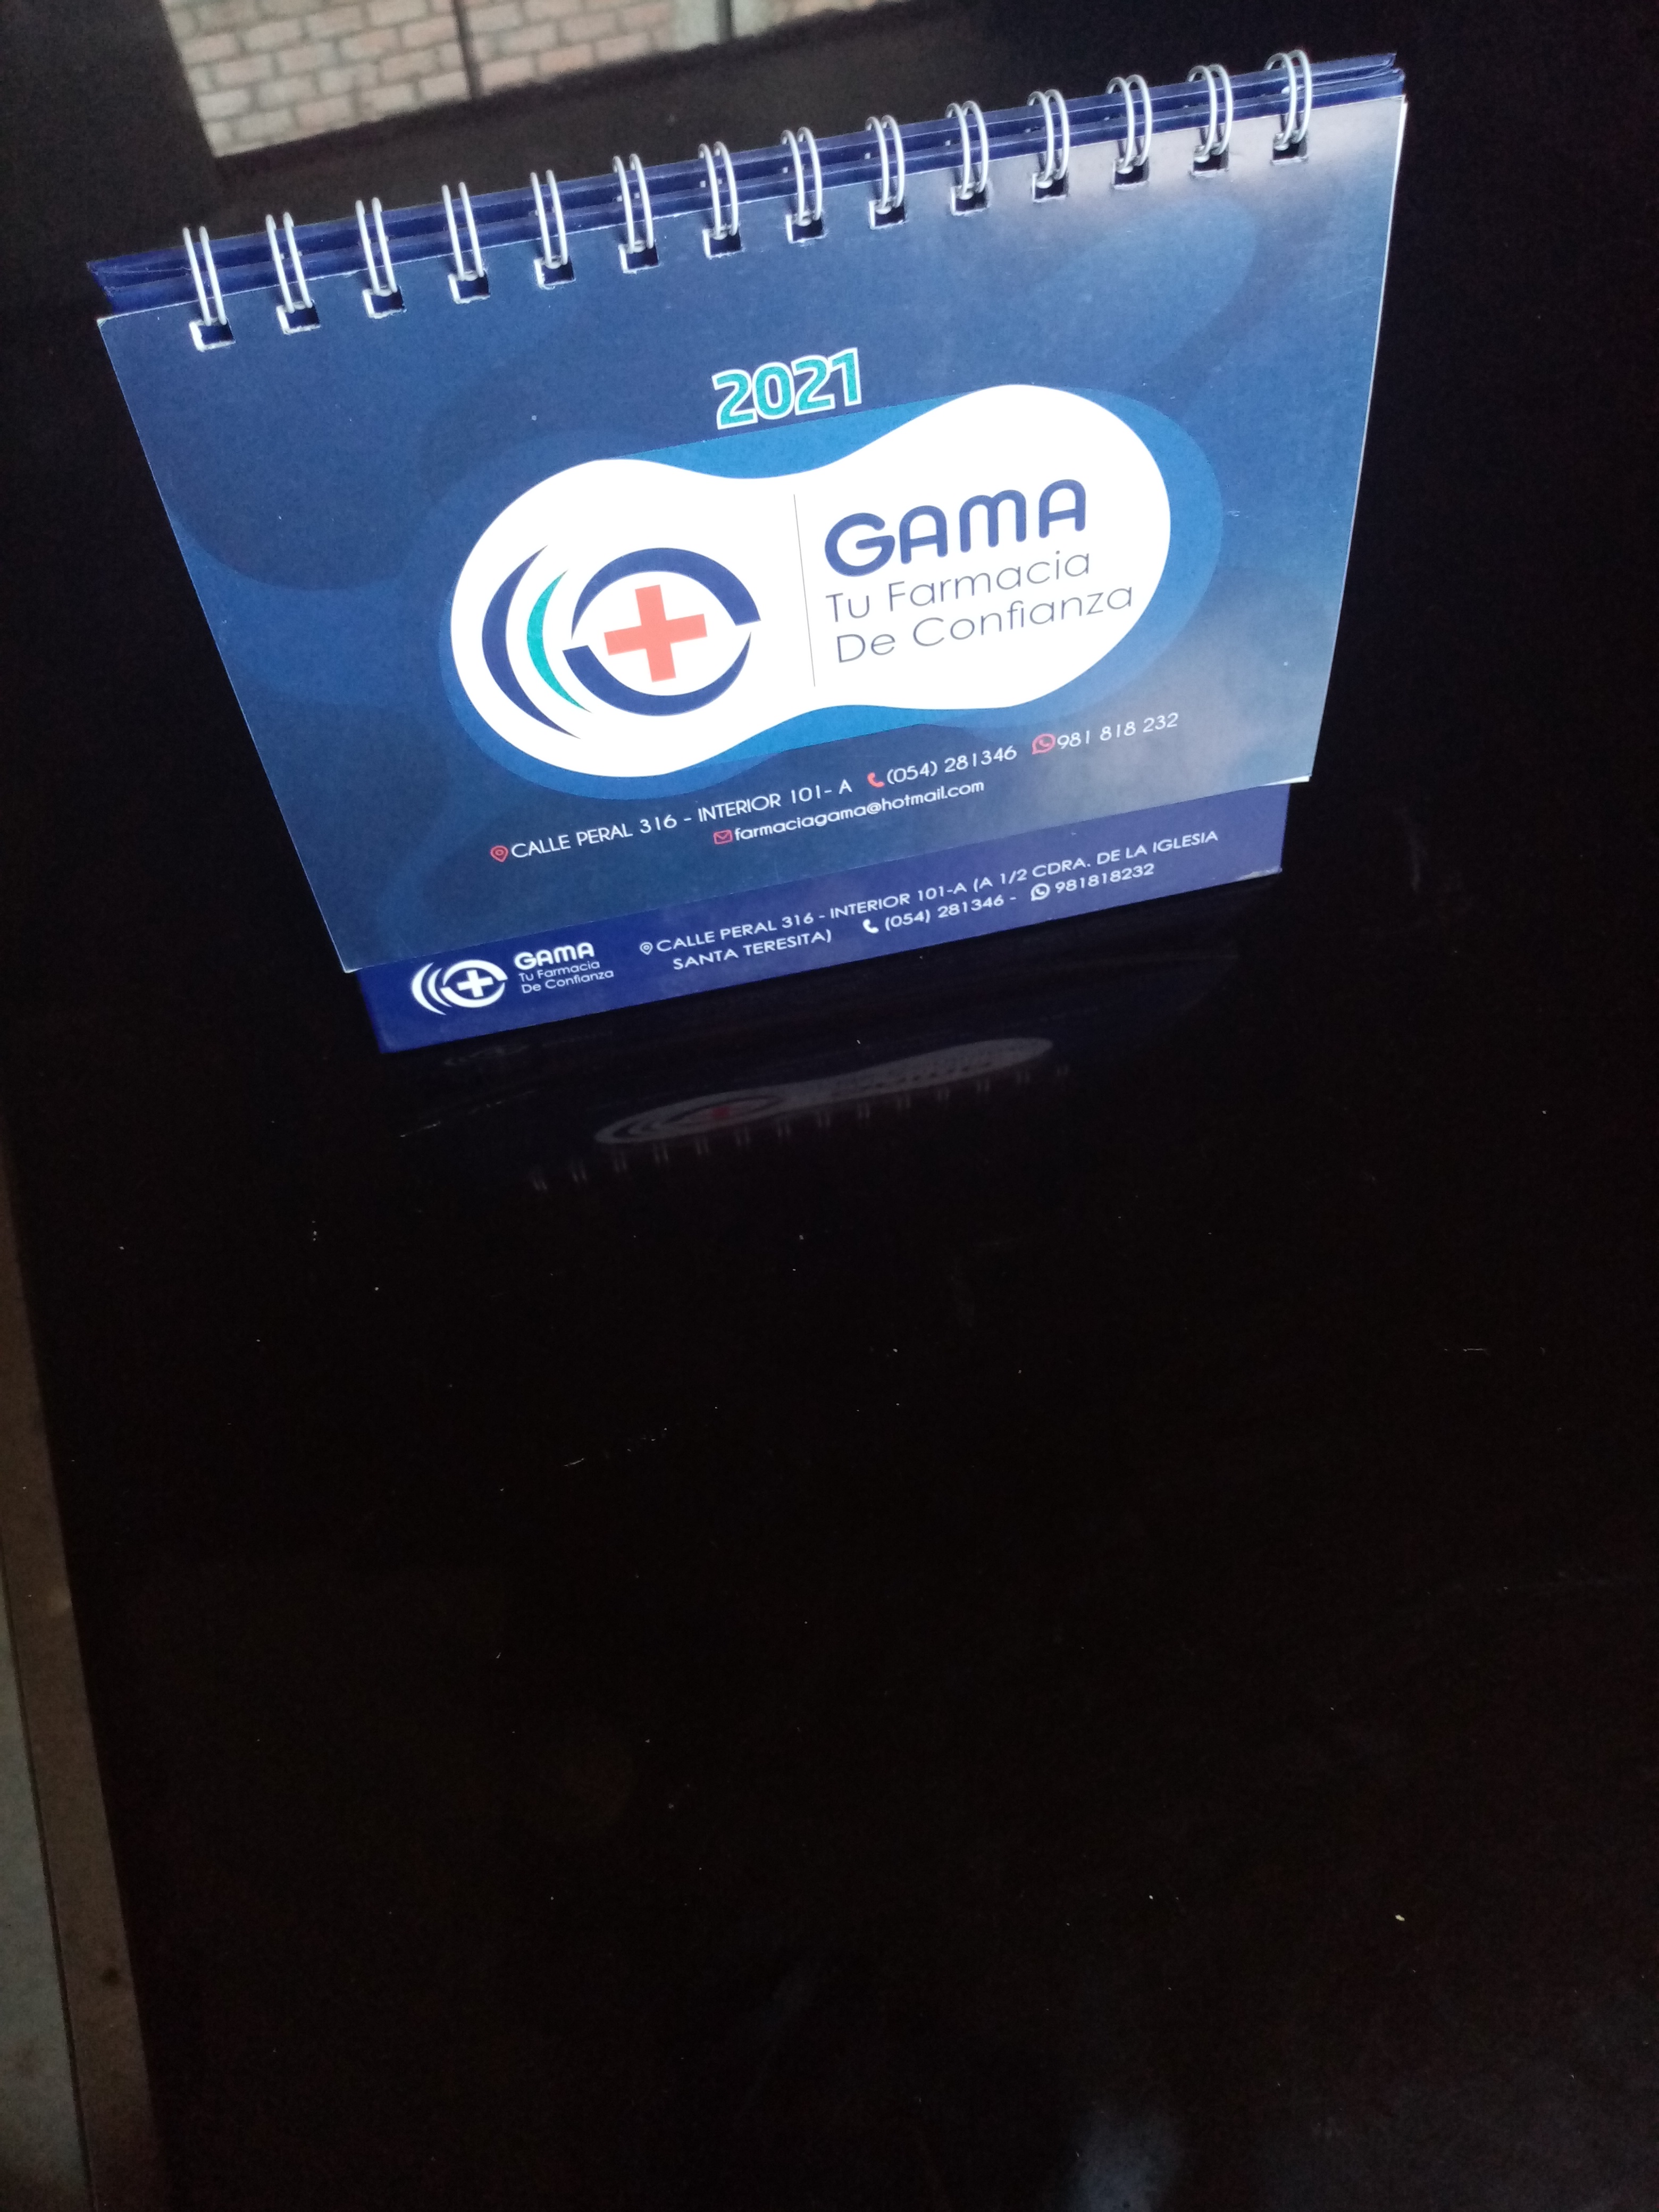 2021
GAMA
Tu Farmacia
De Confianza
CALLE PERAL 316 - INTERIOR 101- A (054) 281346 981 818 232
farmaciagama@hotmail.com
GAMA
Tu Farmacia
De Confianza
CALLE PERAL 316 - INTERIOR 101-A (A 1/2 CDRA. DE LA IGLESIA
SANTA TERESITA) (054) 281346 - 981818232